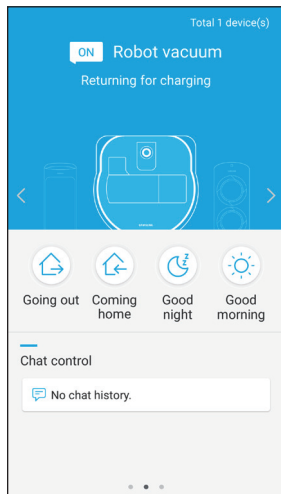 Total 1 device(s)
ON Robot vacuum
Returning for charging
SAMSUNG
Going out
Coming
home
Good
night
Good
morning
Chat control
No chat history.